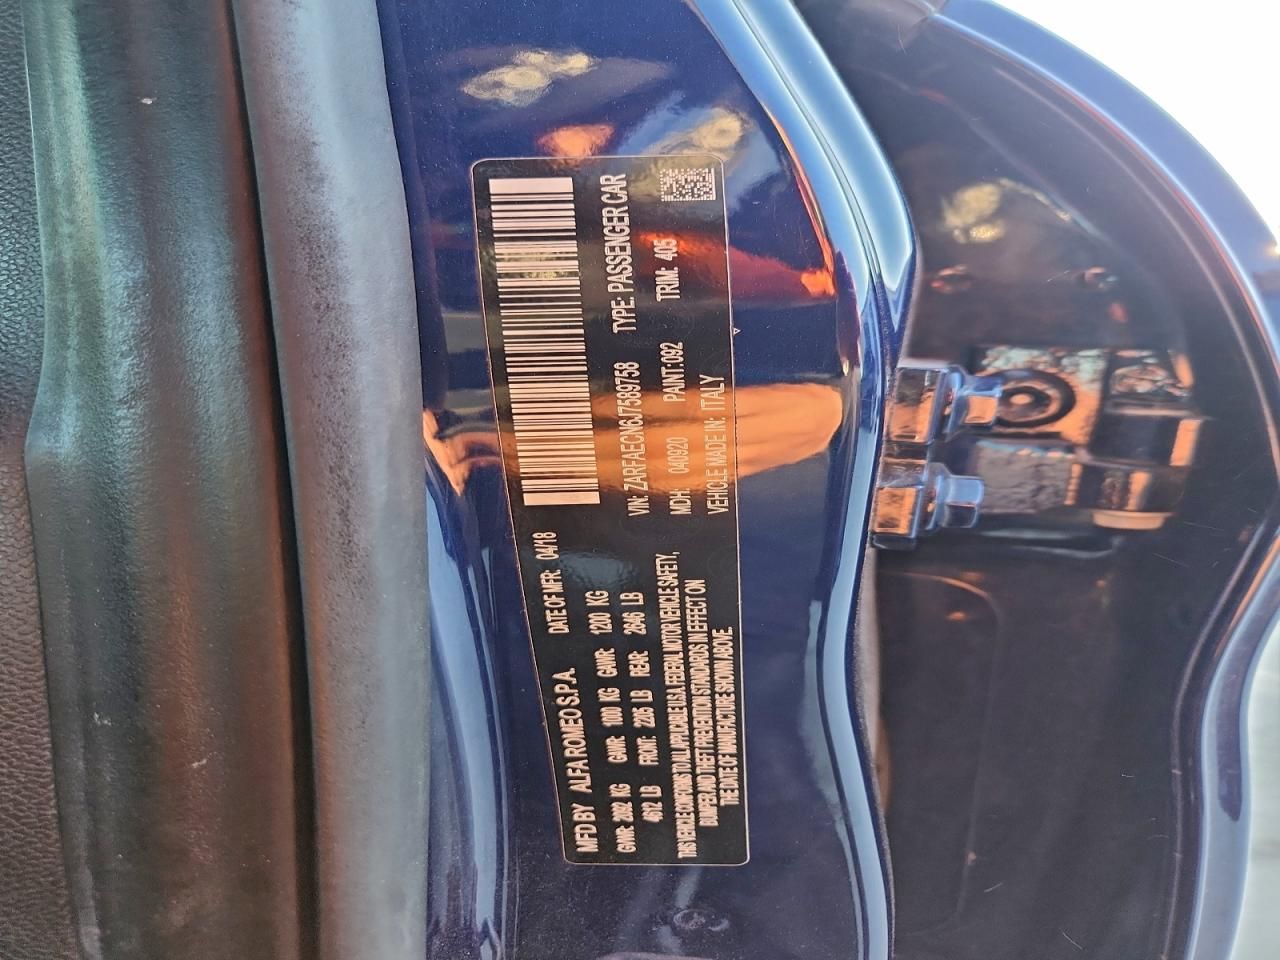 MFD BY ALFA ROMEO S.P.A. DATE OF MFR: 04/18
GVWR: 2092 KG GAWR: 1000 KG GAWR: 1200 KG
4612 LB FRONT: 2205 LB REAR 2646 LB
THIS VEHICLE CONFORMS TO ALL APPLICABLE U.S.A. FEDERAL MOTOR VEHICLE SAFETY,
BUMPER AND THEFT PREVENTION STANDARDS IN EFFECT ON
THE DATE OF MANUFACTURE SHOWN ABOVE
VIN: ZARFAECN6J7589758 TYPE: PASSENGER CAR
MDH: 040920 PAINT:092 TRIM: 405
VEHICLE MADE IN: ITALY